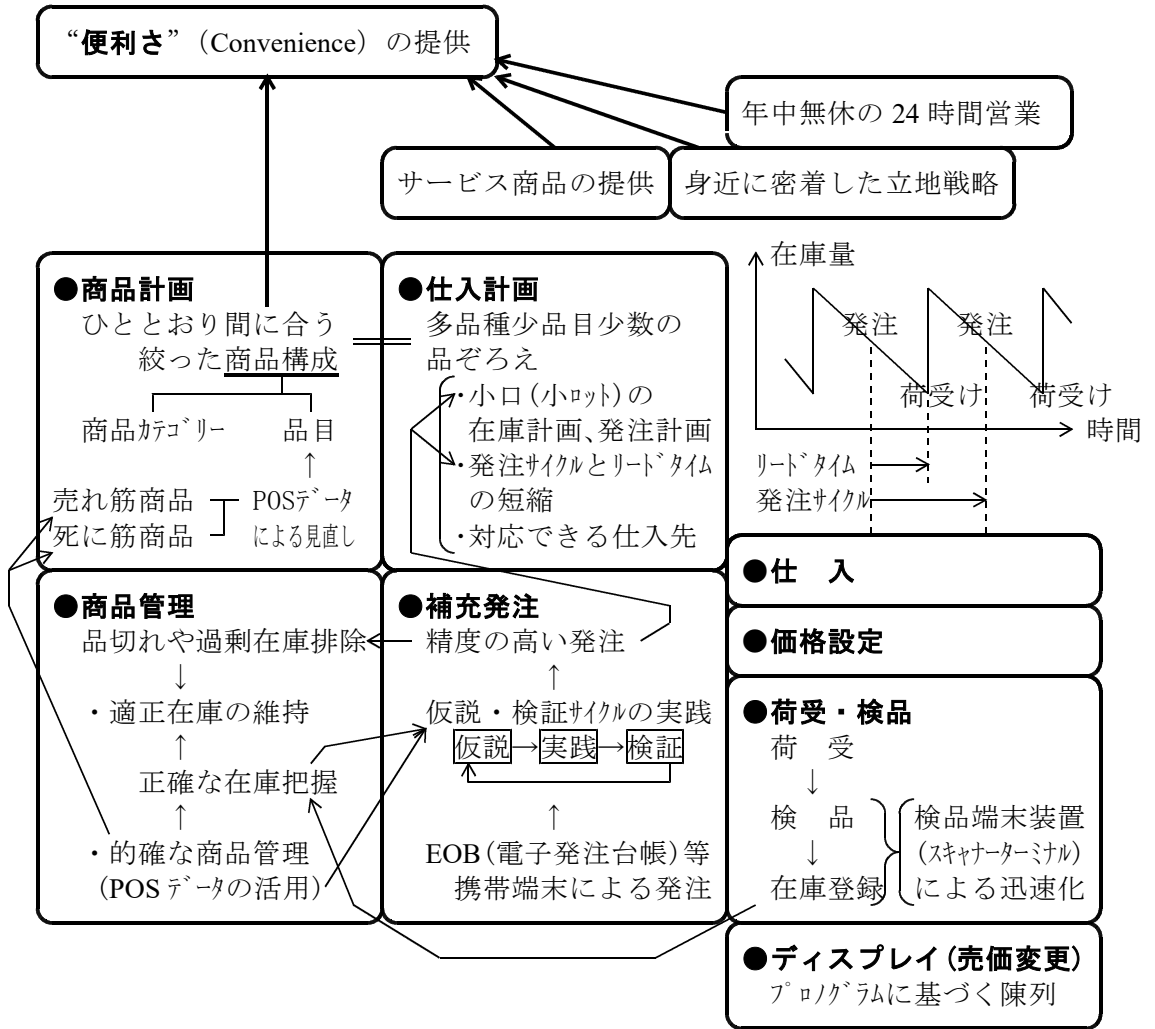 “便利さ”（Convenience）の提供
年中無休の 24 時間営業
サービス商品の提供
身近に密着した立地戦略
●商品計画
ひととおり間に合う
絞った商品構成
商品ｶﾃｺﾞﾘｰ 品目
↑
売れ筋商品 POSﾃﾞｰﾀ
死に筋商品 による見直し
●仕入計画
多品種少品目少数の
品ぞろえ
・小口(小ﾛｯﾄ)の
在庫計画、発注計画
・発注ｻｲｸﾙとﾘｰﾄﾞﾀｲﾑ
の短縮
・対応できる仕入先
在庫量
発注 発注
荷受け 荷受け
時間
ﾘｰﾄﾞﾀｲﾑ
発注ｻｲｸﾙ
●仕　入
●価格設定
●商品管理
品切れや過剰在庫排除
↓
・適正在庫の維持
↑
正確な在庫把握
↑
・的確な商品管理
(POS ﾃﾞｰﾀの活用)
●補充発注
精度の高い発注
↑
仮説・検証ｻｲｸﾙの実践
仮説→実践→検証
↑
EOB(電子発注台帳)等
携帯端末による発注
●荷受・検品
荷　受
↓
検　品
↓
在庫登録
検品端末装置
(ｽｷｬﾅｰﾀｰﾐﾅﾙ)
による迅速化
●ディスプレイ(売価変更)
ﾌﾟﾛﾉｸﾞﾗﾑに基づく陳列